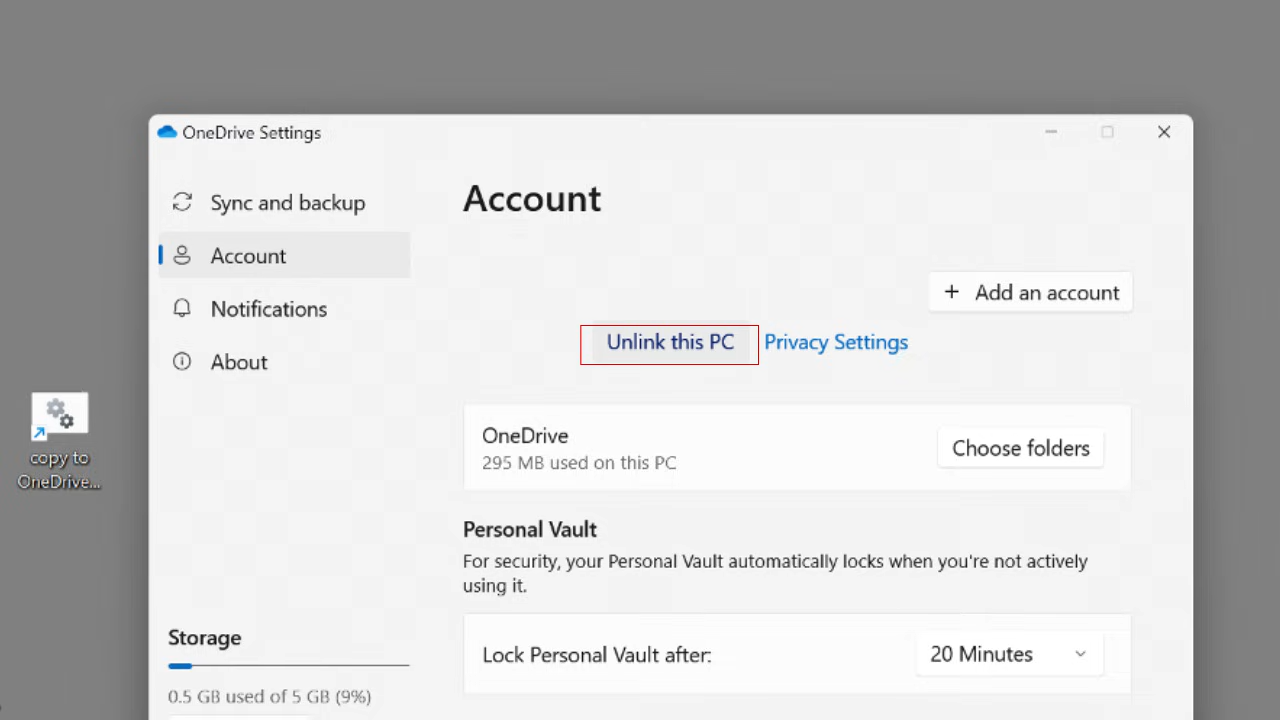 OneDrive Settings
Sync and backup
Account
Notifications
About
Account
+ Add an account
Unlink this PC Privacy Settings
OneDrive
295 MB used on this PC
Choose folders
Personal Vault
For security, your Personal Vault automatically locks when you're not actively
using it.
Lock Personal Vault after:
20 Minutes
Storage
0.5 GB used of 5 GB (9%)
copy to
OneDrive...